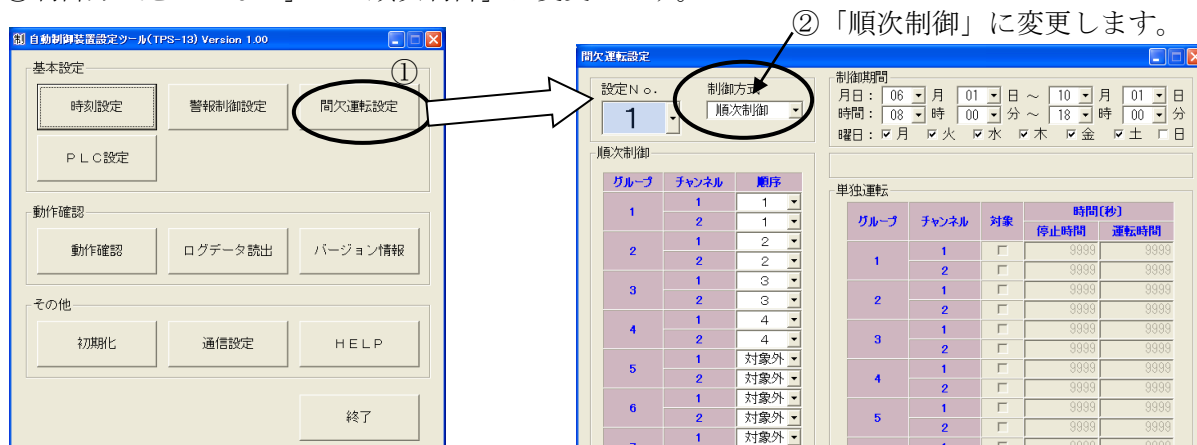 ②「順次制御」に変更します。
自動制御装置設定ツール(TPS-13) Version 1.00
基本設定
①
時刻設定 警報制御設定 間欠運転設定
ＰＬＣ設定
動作確認
動作確認 ログデータ読出 バージョン情報
その他
初期化 通信設定 ＨＥＬＰ
終了
間欠運転設定
設定Ｎｏ. 制御方式
1 順次制御
制御期間
月日： 06 月 01 日 ～ 10 月 01 日
時間： 08 時 00 分 ～ 18 時 00 分
曜日： 月 火 水 木 金 土 日
順次制御
グループ チャンネル 順序
1 1 1
2 1
2 1 2
2 2
3 1 3
2 3
4 1 4
2 4
5 1 対象外
2 対象外
6 1 対象外
2 対象外
1 対象外
単独運転
グループ チャンネル 対象 時間[秒]
停止時間 運転時間
1 1 9999 9999
2 9999 9999
2 1 9999 9999
2 9999 9999
3 1 9999 9999
2 9999 9999
4 1 9999 9999
2 9999 9999
5 1 9999 9999
2 9999 9999